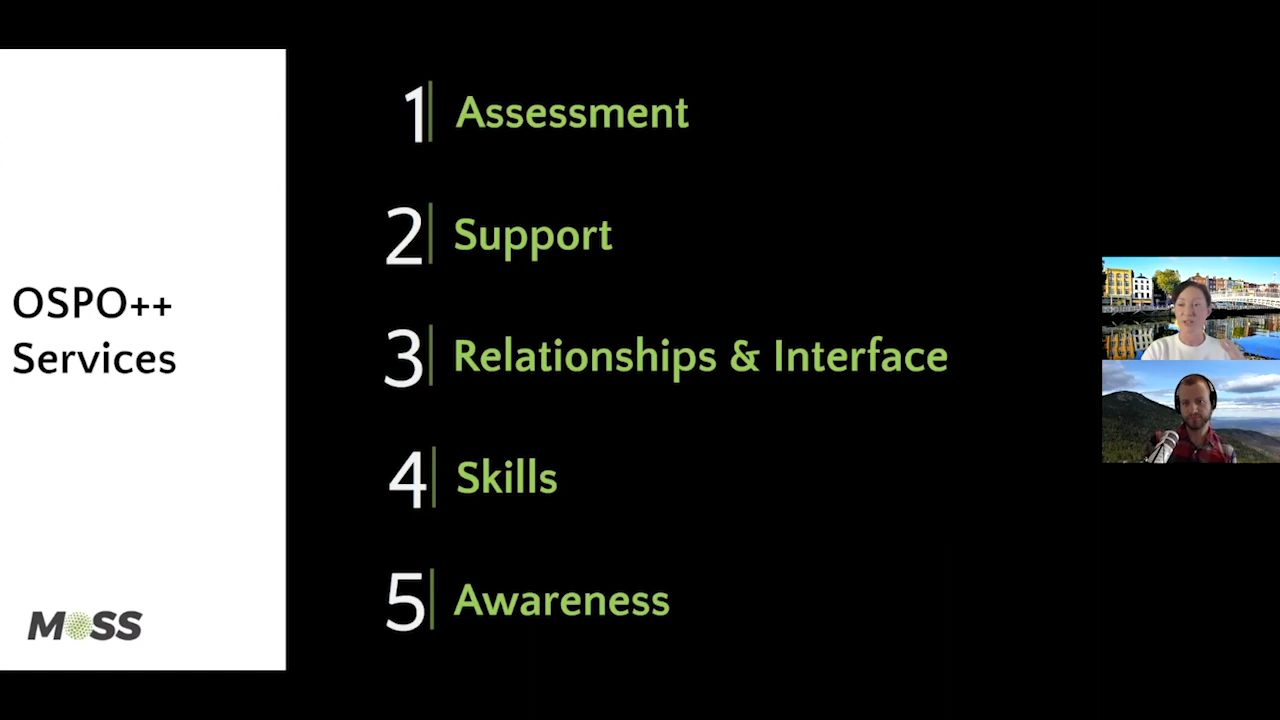 OSPO++
Services
1 Assessment
2 Support
3 Relationships & Interface
4 Skills
5 Awareness
MOSS